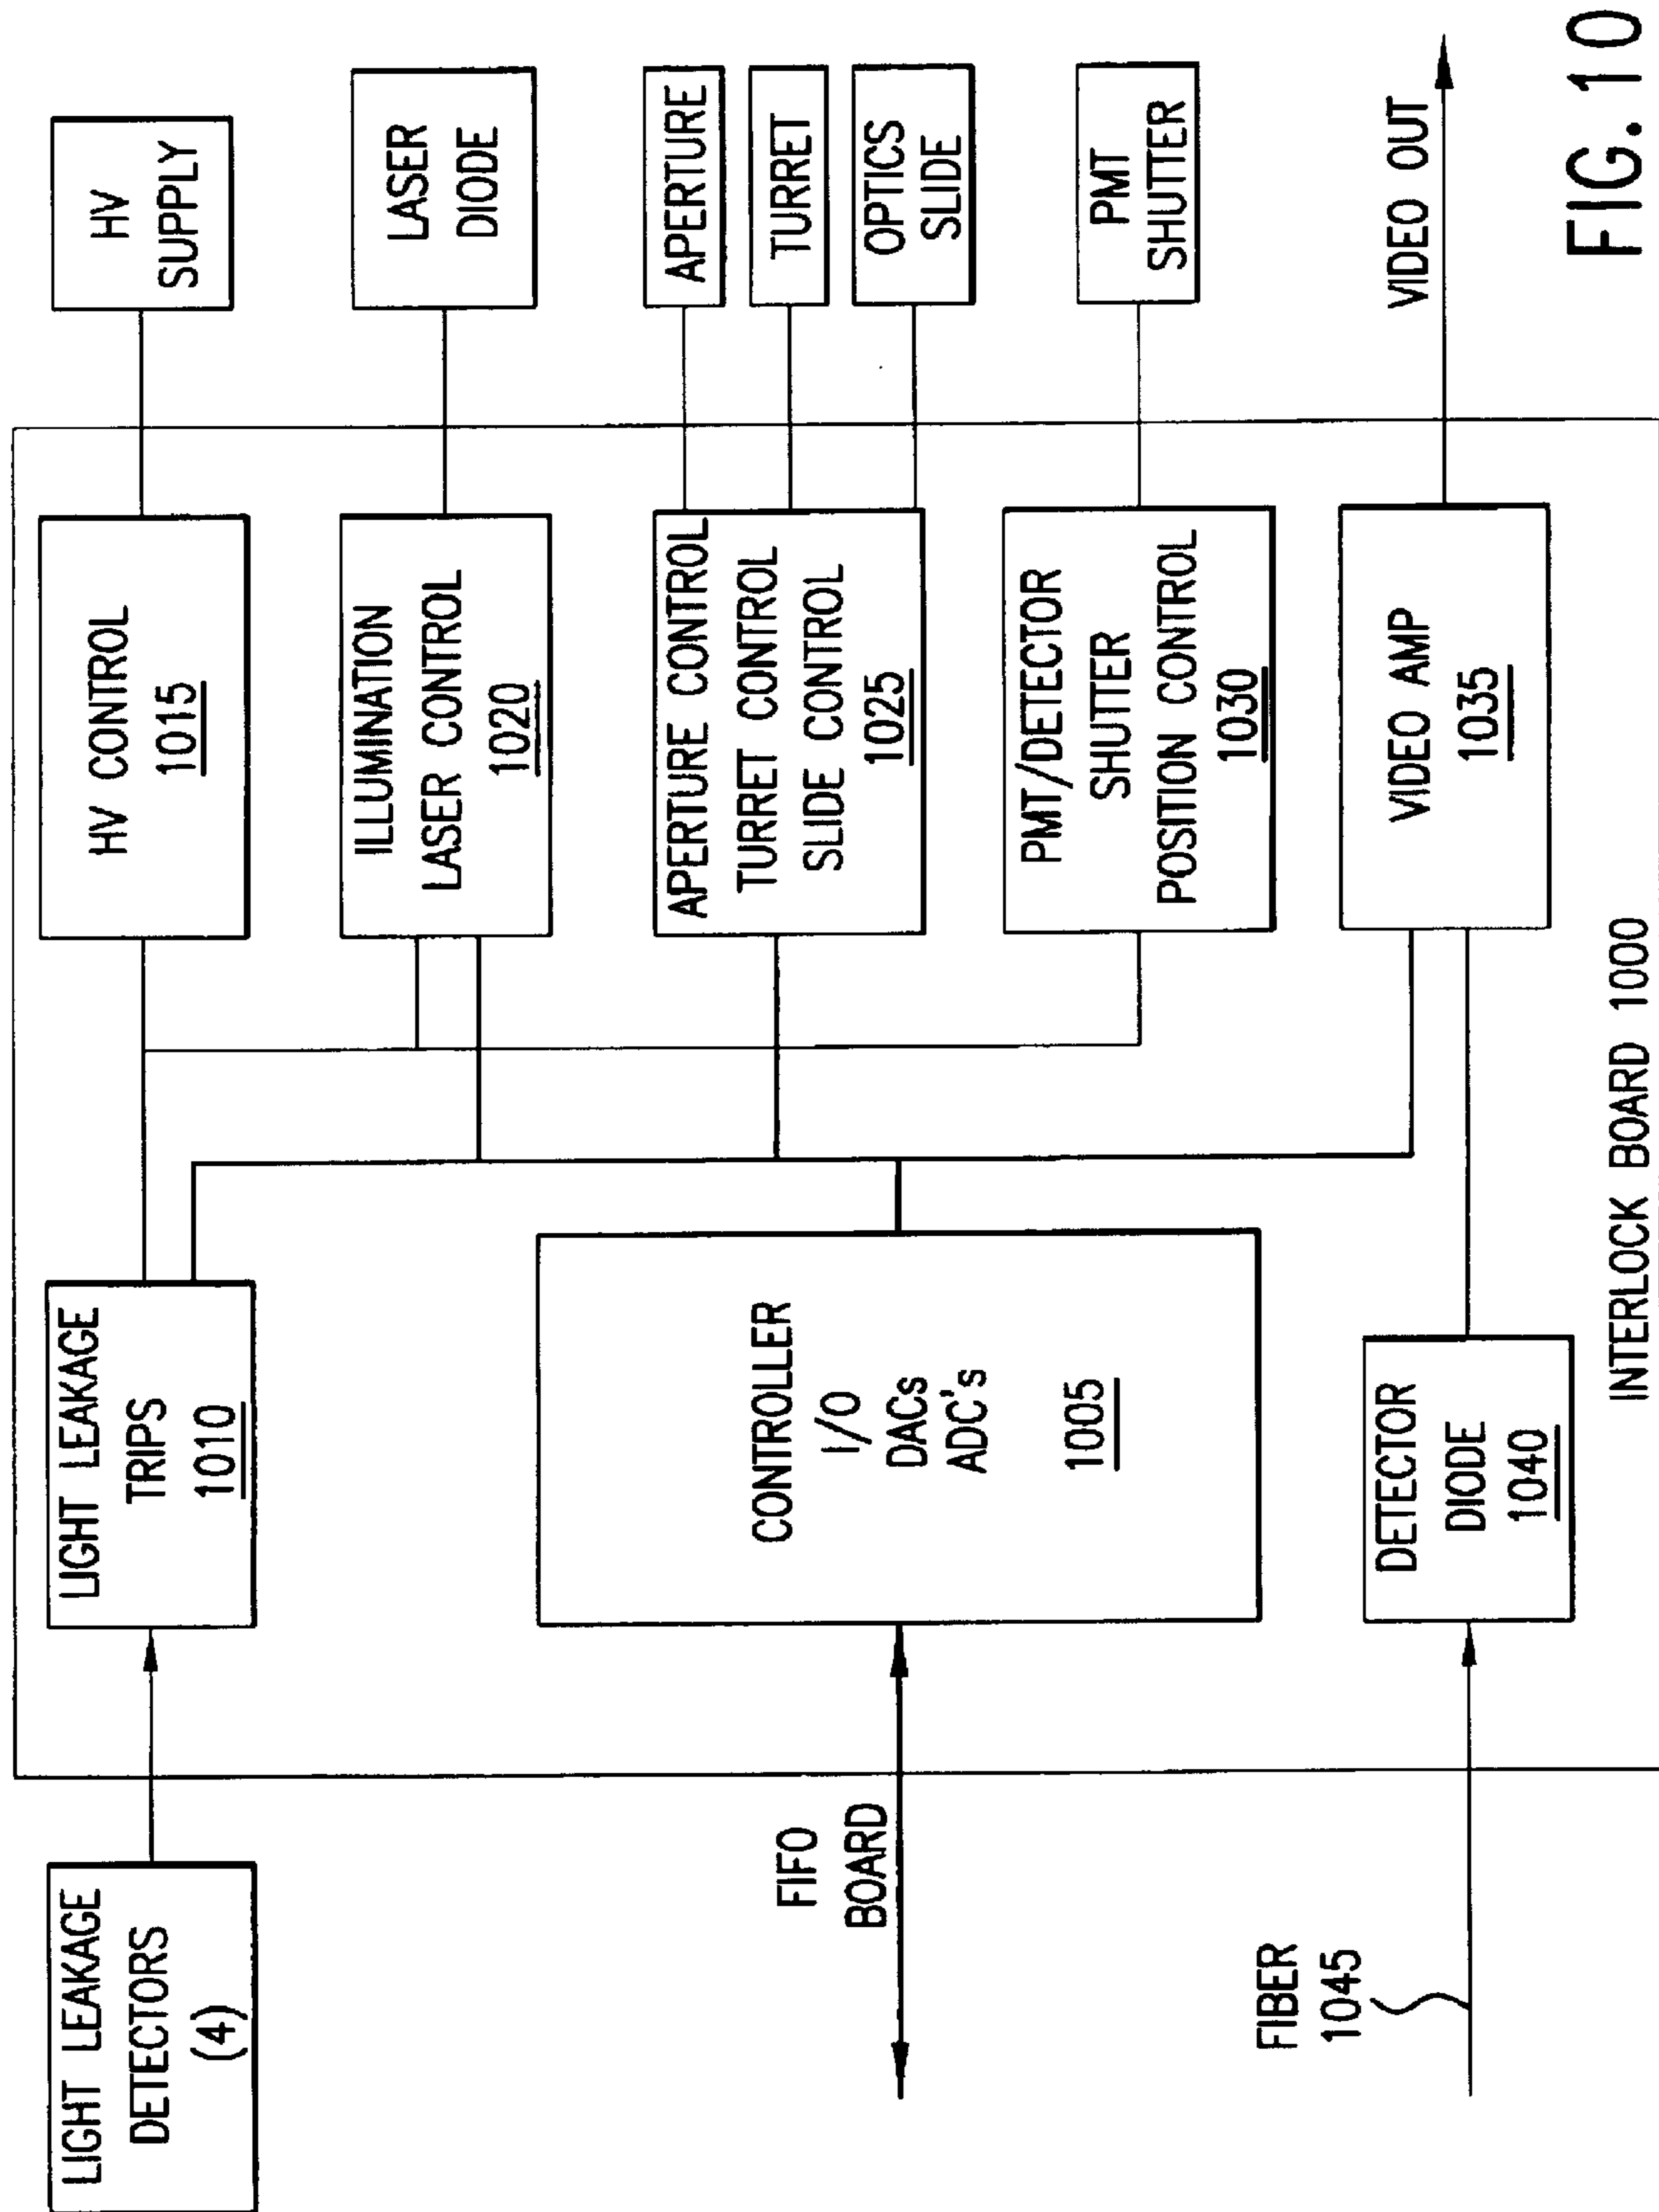 LIGHT LEAKAGE
DETECTORS
(4)
LIGHT LEAKAGE
TRIPS
1010
HV CONTROL
1015
HV
SUPPLY
ILLUMINATION
LASER CONTROL
1020
LASER
DIODE
FIFO
BOARD
CONTROLLER
I/O
DACs
ADC's
1005
APERTURE CONTROL
TURRET CONTROL
SLIDE CONTROL
1025
APERTURE
TURRET
OPTICS
SLIDE
PMT/DETECTOR
SHUTTER
POSITION CONTROL
1030
PMT
SHUTTER
FIBER
1045
DETECTOR
DIODE
1040
VIDEO AMP
1035
VIDEO OUT
INTERLOCK BOARD 1000
FIG. 10